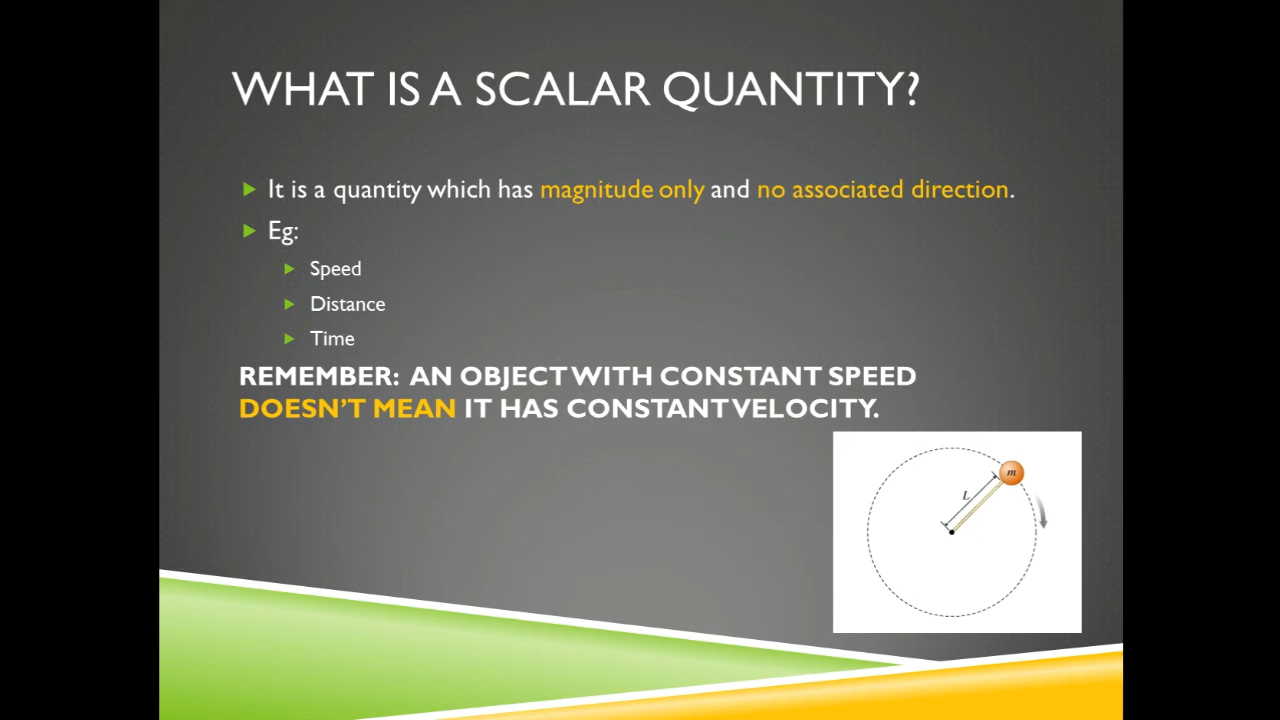 WHAT IS A SCALAR QUANTITY?
It is a quantity which has magnitude only and no associated direction.
Eg:
Speed
Distance
Time
REMEMBER: AN OBJECT WITH CONSTANT SPEED
DOESN'T MEAN IT HAS CONSTANT VELOCITY.
m
L